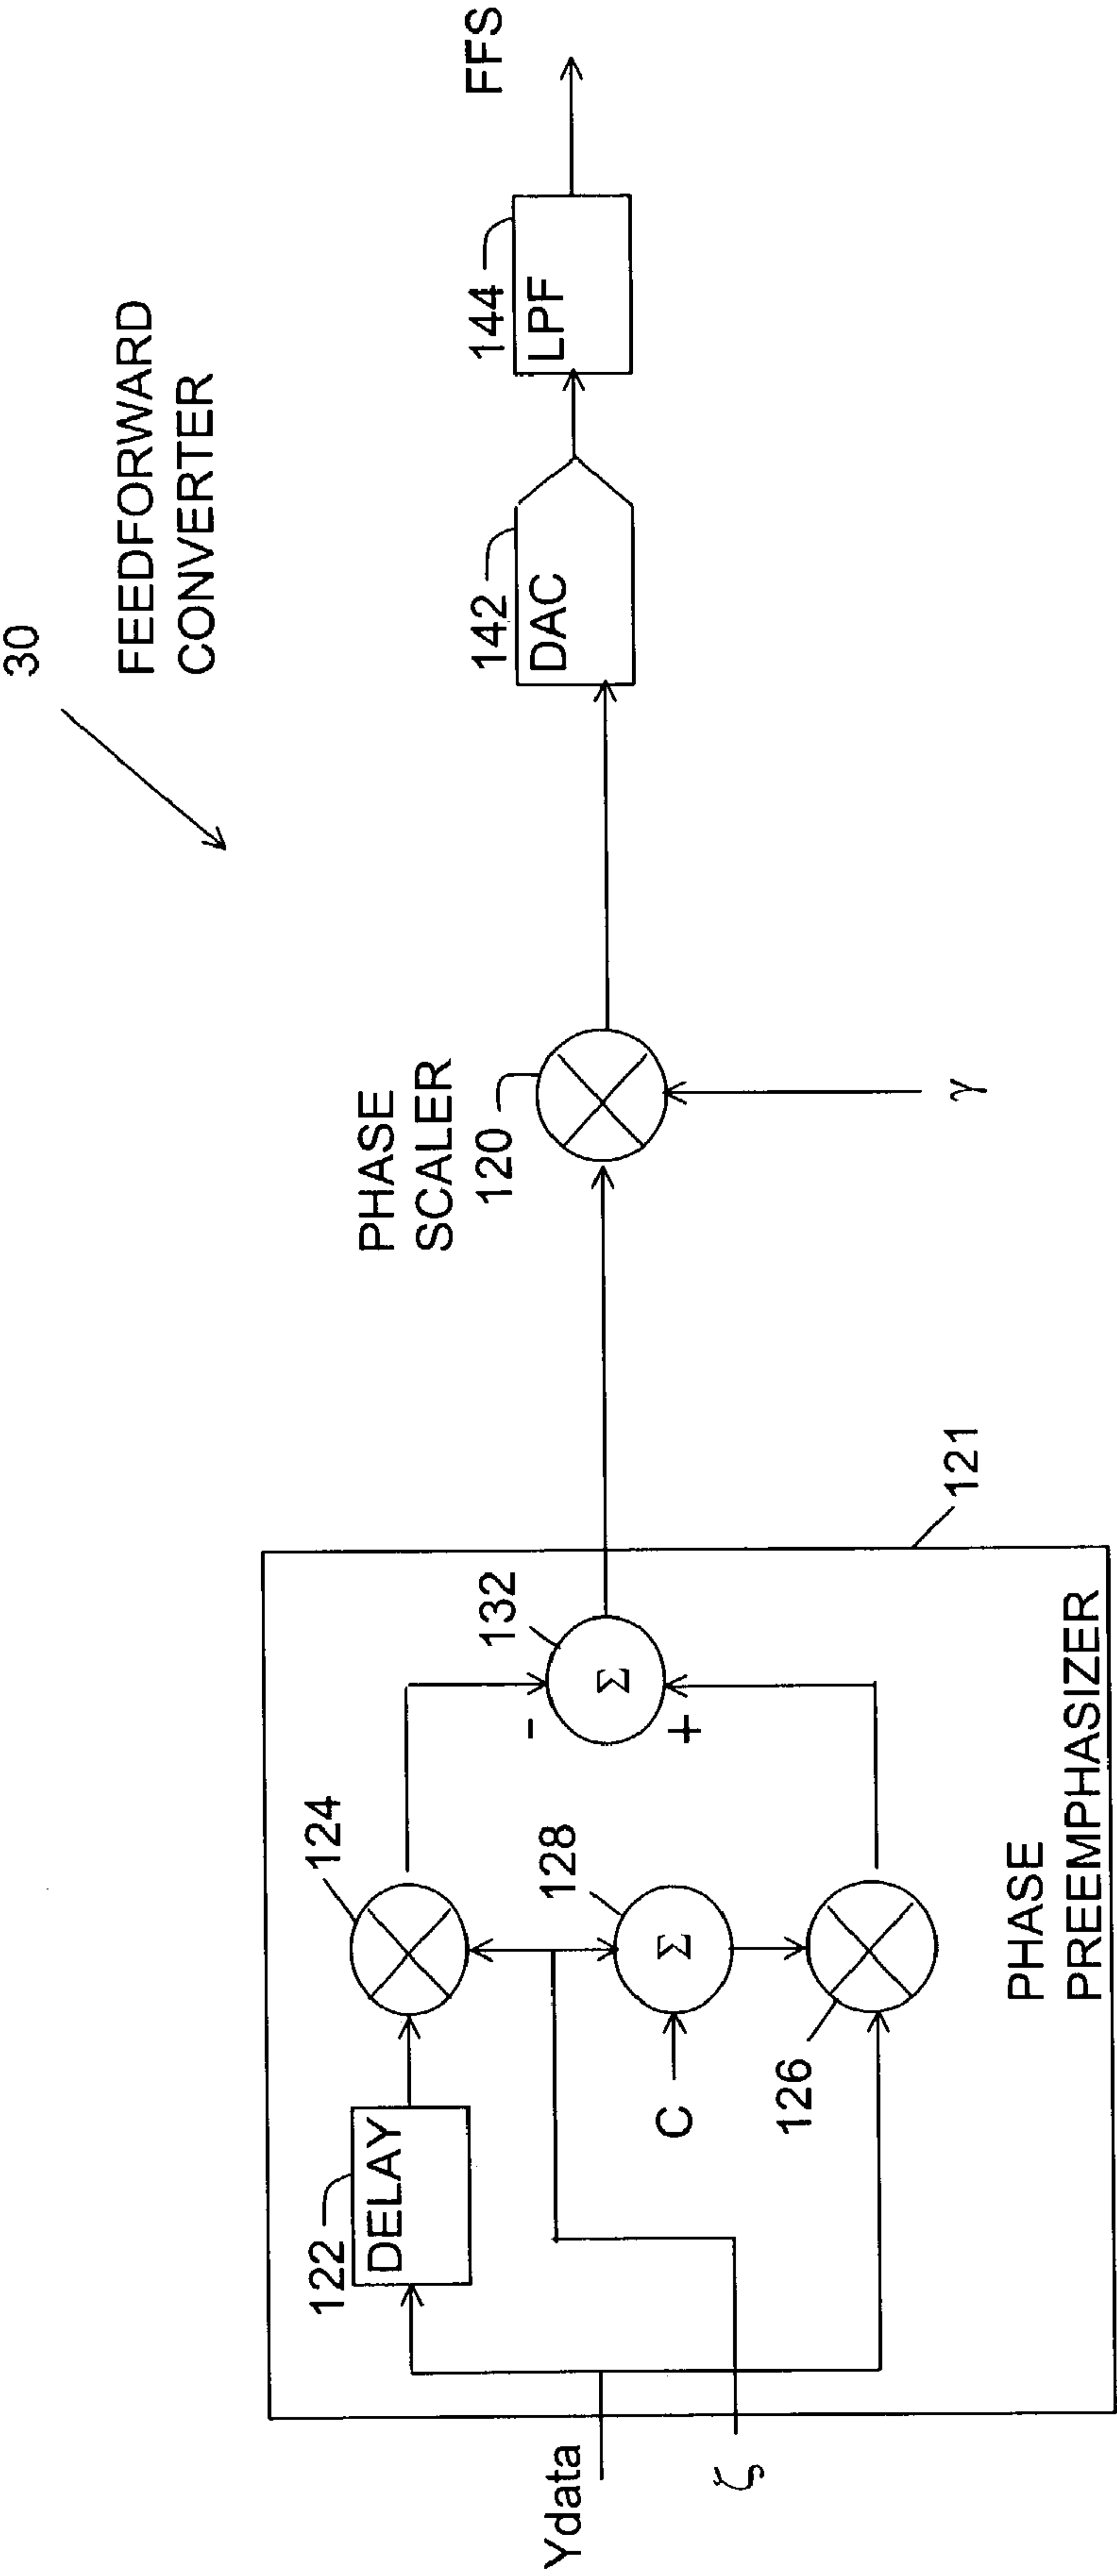 30
FEEDFORWARD
CONVERTER
PHASE
SCALER
120
γ
142
DAC
144
LPF
FFS
Ydata
ζ
122
DELAY
124
C
128
Σ
126
132
Σ
-
+
121
PHASE
PREEMPHASIZER